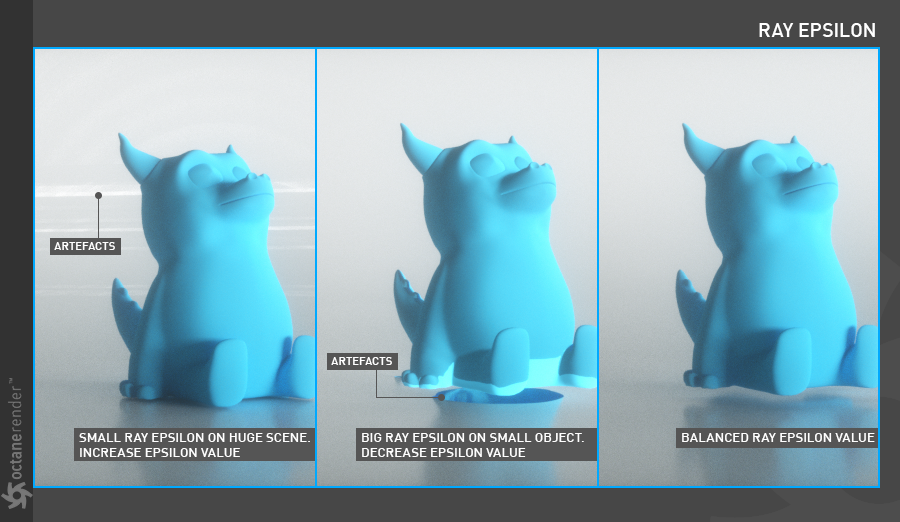 RAY EPSILON
ARTEFACTS
SMALL RAY EPSILON ON HUGE SCENE.
INCREASE EPSILON VALUE
ARTEFACTS
BIG RAY EPSILON ON SMALL OBJECT.
DECREASE EPSILON VALUE
BALANCED RAY EPSILON VALUE
octanerender™